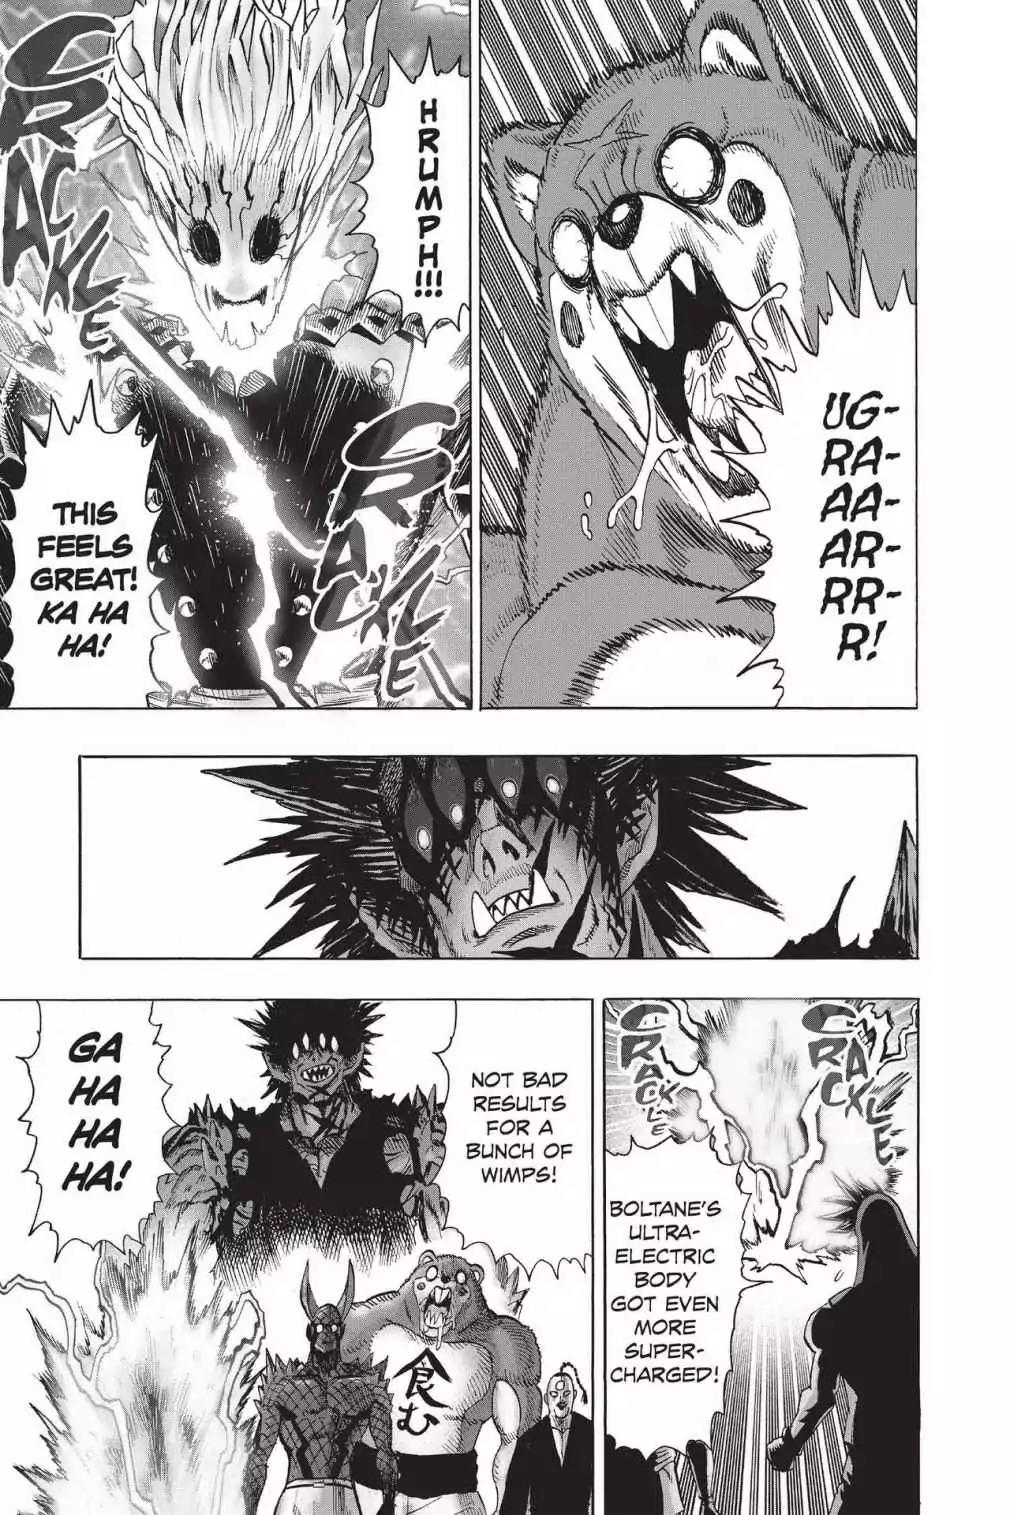 UG-
RA-
AA-
AR-
RR-
R!
HRUMPH!!!
CRACKLE
CRACKLE
THIS
FEELS
GREAT!
KA HA
HA!
CRACKLE
CRACKLE
BOLTANE'S
ULTRA-
ELECTRIC
BODY
GOT EVEN
MORE
SUPER-
CHARGED!
NOT BAD
RESULTS
FOR A
BUNCH OF
WIMPS!
GA
HA
HA
HA!
食む